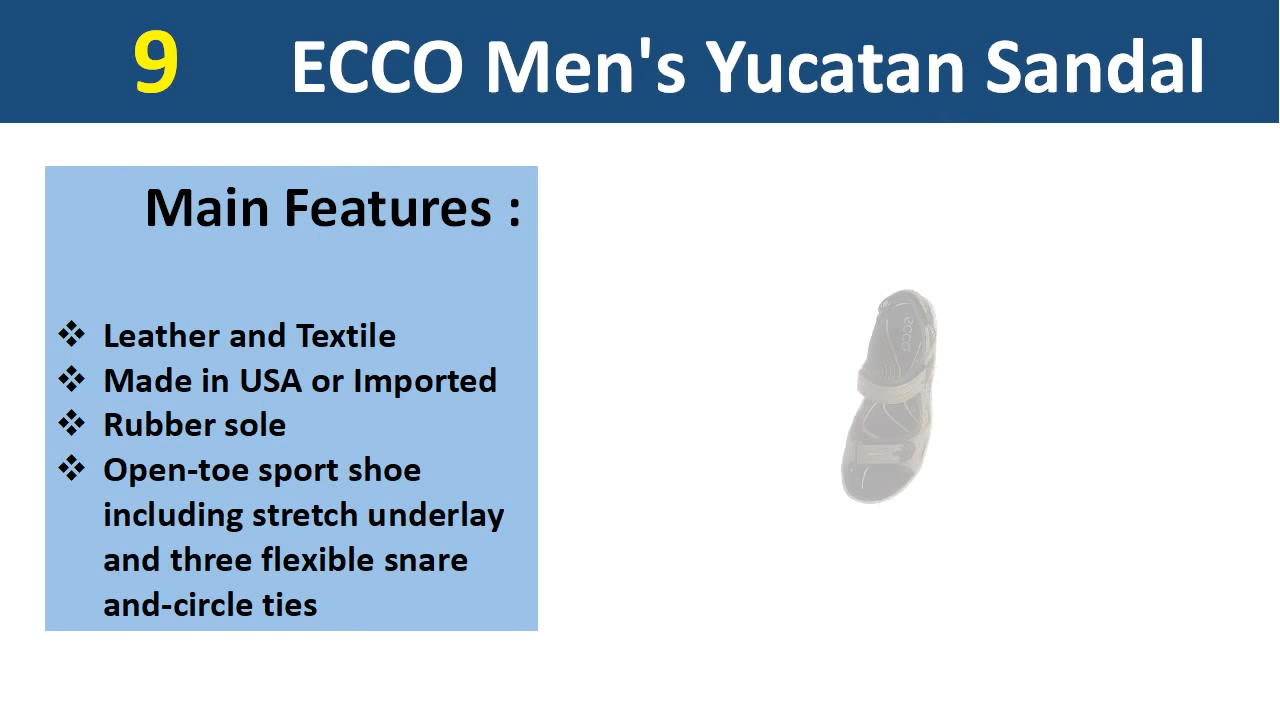 9 ECCO Men's Yucatan Sandal
Main Features :
❖ Leather and Textile
❖ Made in USA or Imported
❖ Rubber sole
❖ Open-toe sport shoe
including stretch underlay
and three flexible snare
and-circle ties
ecco